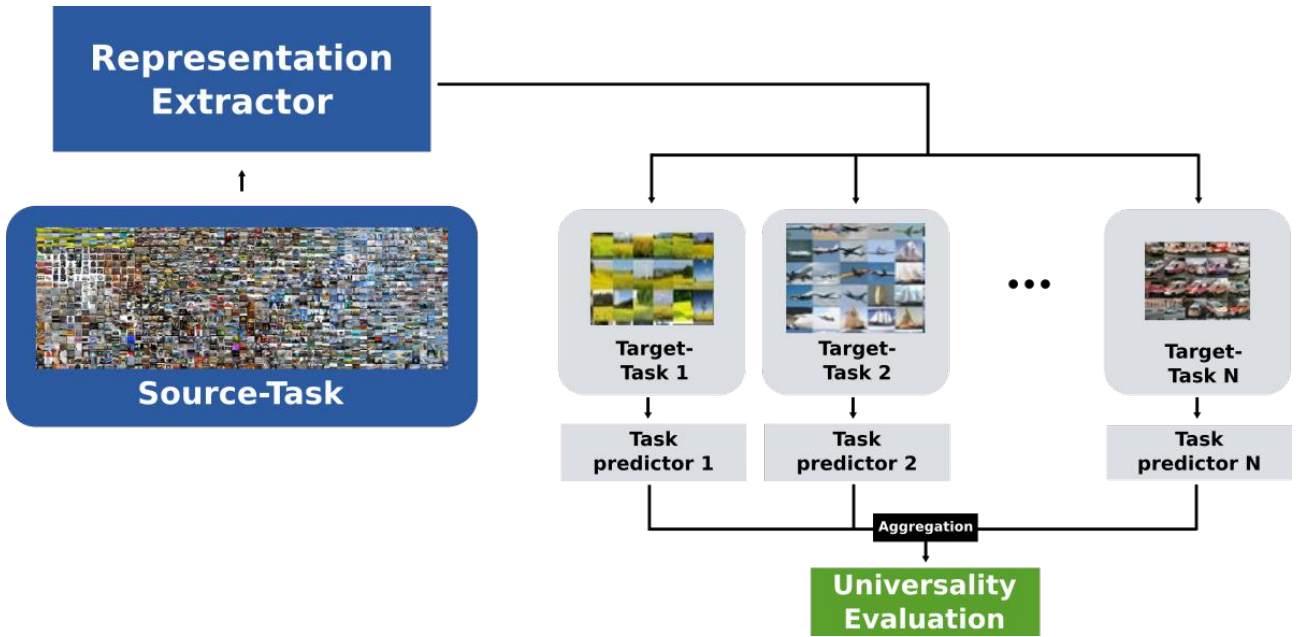 Representation
Extractor
Source-Task
Target-
Task 1
Target-
Task 2
...
Target-
Task N
Task
predictor 1
Task
predictor 2
Task
predictor N
Aggregation
Universality
Evaluation